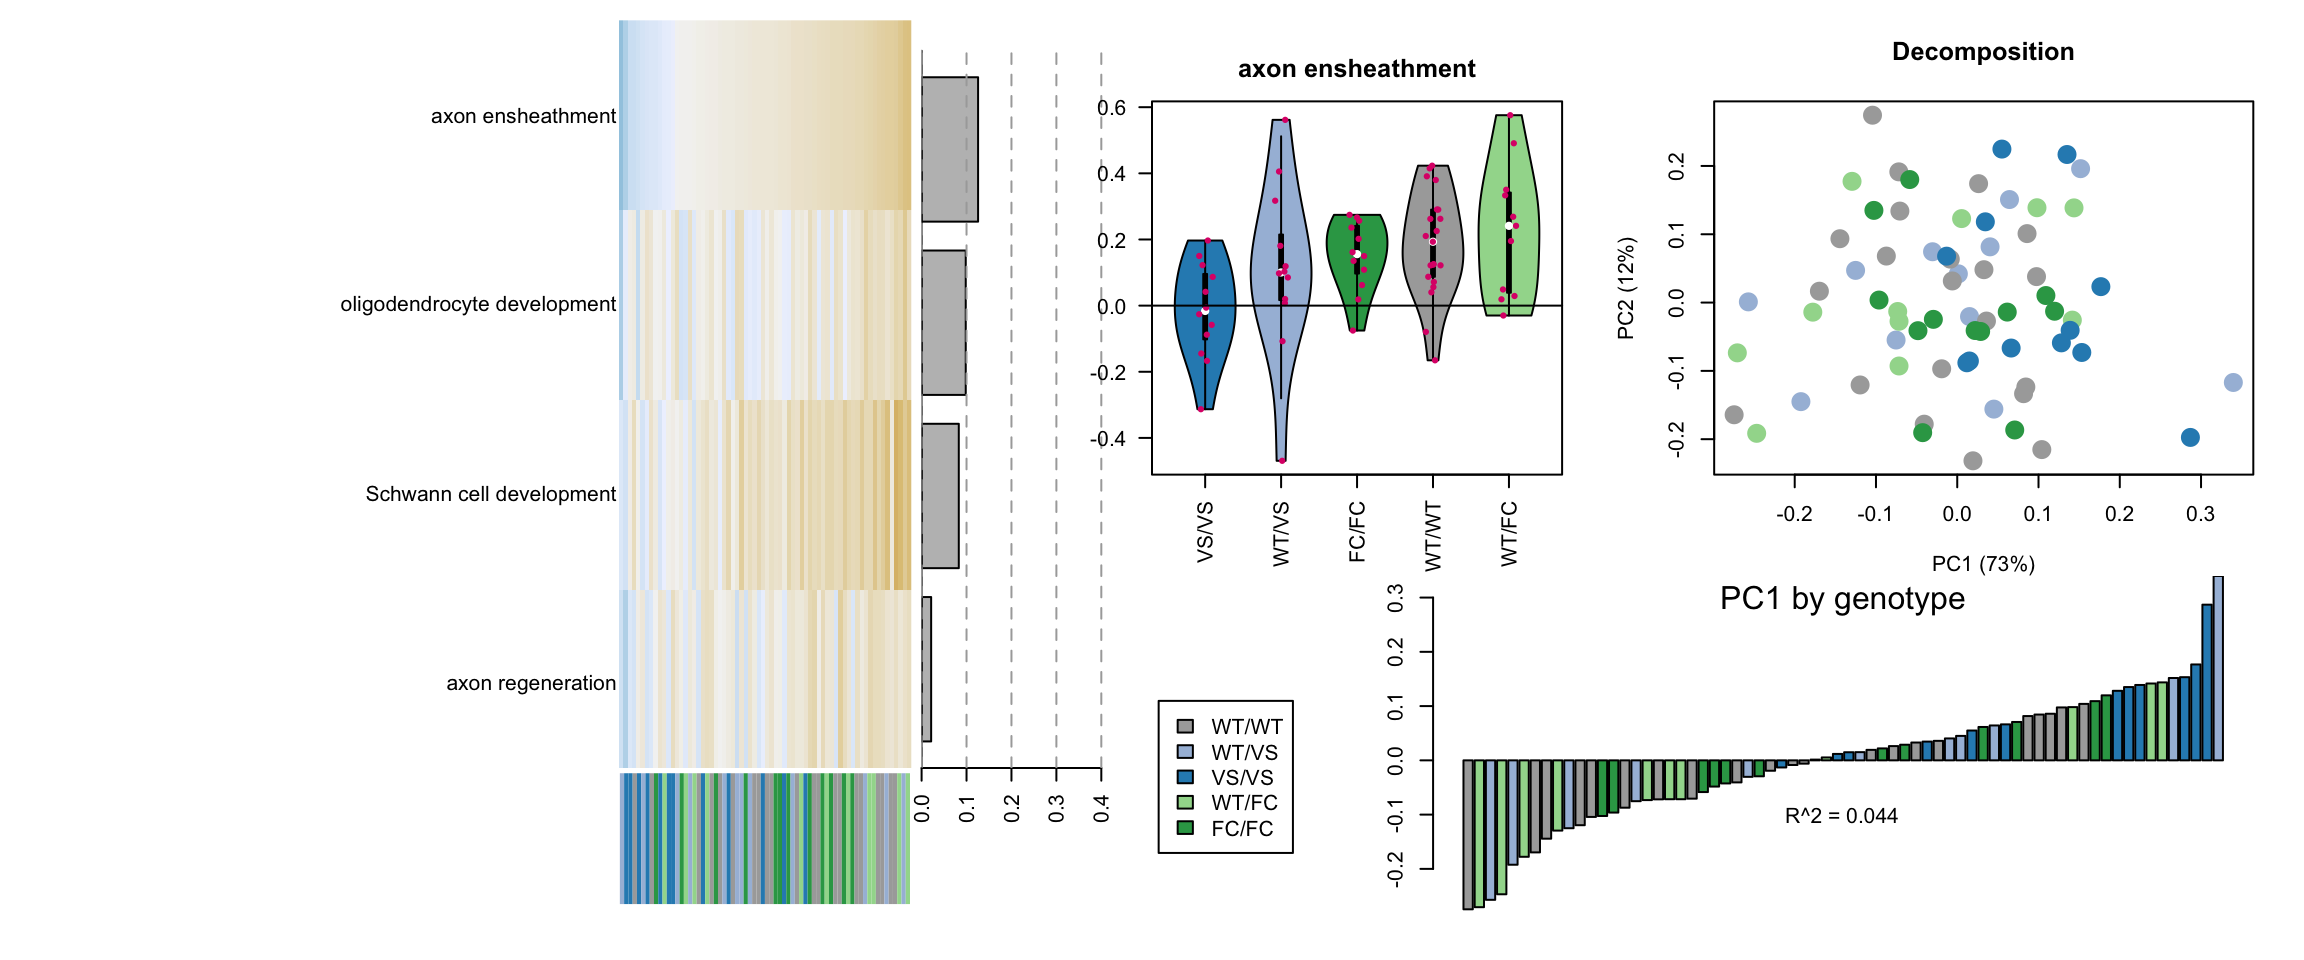 axon ensheathment
oligodendrocyte development
Schwann cell development
axon regeneration
0.0
0.1
0.2
0.3
0.4
axon ensheathment
0.6
0.4
0.2
0.0
-0.2
-0.4
VS/VS
WT/VS
FC/FC
WT/WT
WT/FC
Decomposition
PC2 (12%)
0.2
0.1
0.0
-0.1
-0.2
-0.2
-0.1
0.0
0.1
0.2
0.3
PC1 (73%)
WT/WT
WT/VS
VS/VS
WT/FC
FC/FC
PC1 by genotype
0.3
0.2
0.1
0.0
-0.1
-0.2
R^2 = 0.044